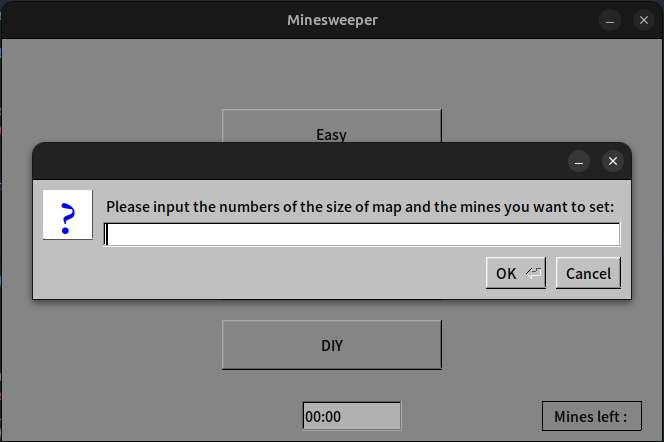 Minesweeper
Easy
?
Please input the numbers of the size of map and the mines you want to set:
OK
Cancel
DIY
00:00
Mines left :